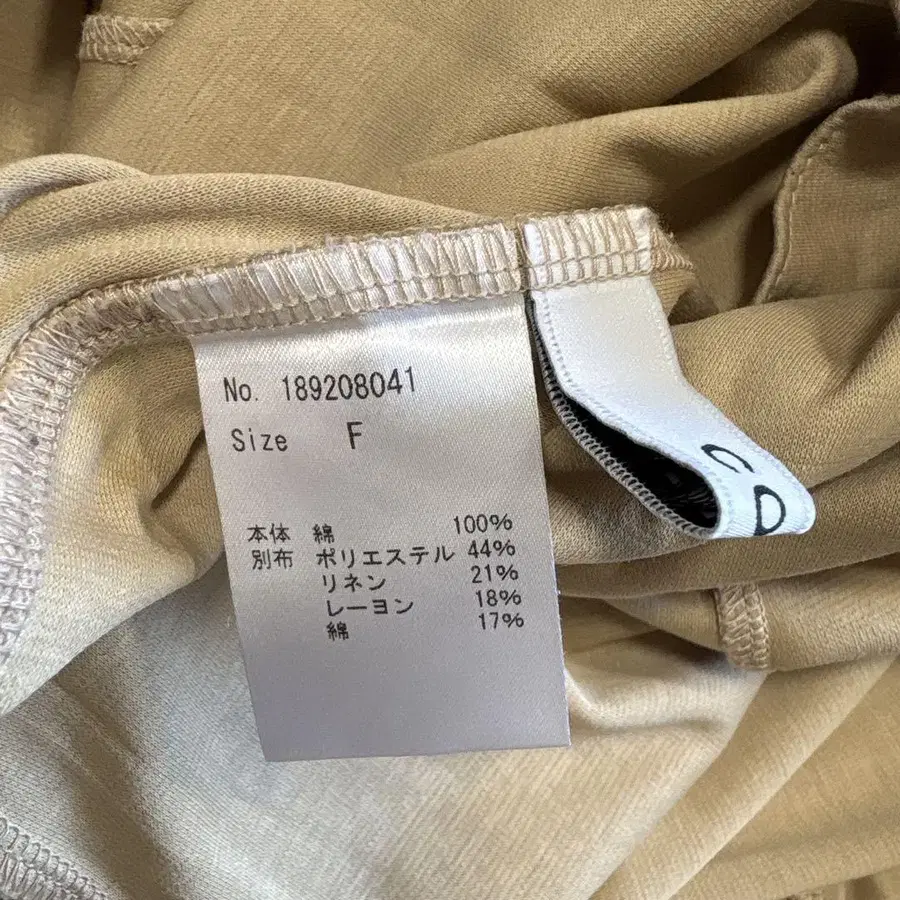 No. 189208041
Size F
本体 綿 100%
別布 ポリエステル 44%
リネン 21%
レーヨン 18%
綿 17%